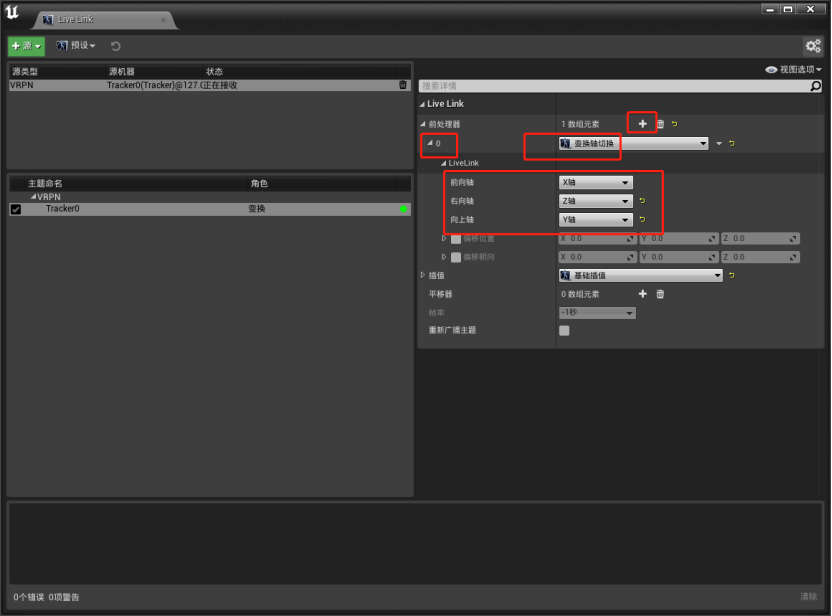 Live Link
源 预设
视图选项
源类型 源机器 状态
VRPN Tracker0(Tracker)@127.0 正在接收
主题命名 角色
VRPN
Tracker0 变换
搜索详情
Live Link
前处理器 1 数组元素
0 变换轴切换
LiveLink
前向轴 X轴
右向轴 Z轴
向上轴 Y轴
偏移位置 X 0.0 Y 0.0 Z 0.0
偏移朝向 X 0.0 Y 0.0 Z 0.0
插值 基础插值
平移器 0 数组元素
帧率 -1秒
重新广播主题
0个错误 0项警告 清除